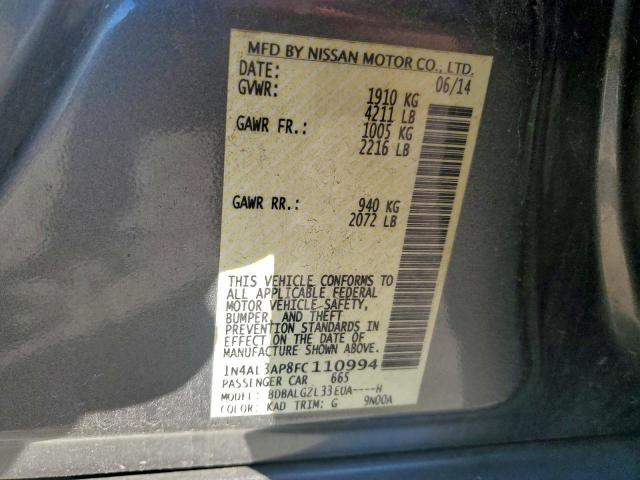 MFD BY NISSAN MOTOR CO., LTD.
DATE: 06/14
GVWR: 1910 KG
4211 LB
GAWR FR.: 1005 KG
2216 LB
GAWR RR.: 940 KG
2072 LB
THIS VEHICLE CONFORMS TO
ALL APPLICABLE FEDERAL
MOTOR VEHICLE-SAFETY,
BUMPER, AND THEFT
PREVENTION STANDARDS IN
EFFECT ON THE DATE OF
MANUFACTURE SHOWN ABOVE.
1N4AL3AP8FC110994
PASSENGER CAR 665
MODEL: BDBALGZL33EUA----H
COLOR: KAD TRIM: G 9N00A